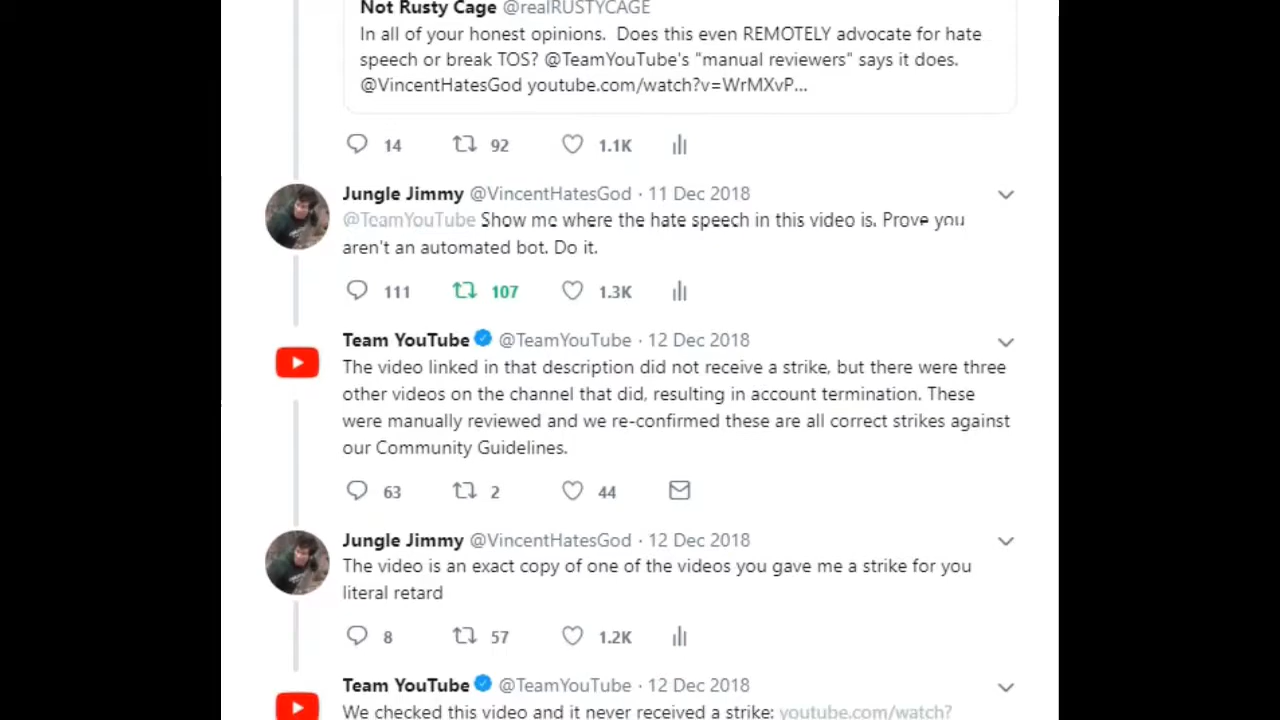 Not Rusty Cage @realRUSTYCAGE
In all of your honest opinions. Does this even REMOTELY advocate for hate
speech or break TOS? @TeamYouTube's "manual reviewers" says it does.
@VincentHatesGod youtube.com/watch?v=WrMXvP...
14 92 1.1K
Jungle Jimmy @VincentHatesGod · 11 Dec 2018
@TeamYouTube Show me where the hate speech in this video is. Prove you
aren't an automated bot. Do it.
111 107 1.3K
Team YouTube @TeamYouTube · 12 Dec 2018
The video linked in that description did not receive a strike, but there were three
other videos on the channel that did, resulting in account termination. These
were manually reviewed and we re-confirmed these are all correct strikes against
our Community Guidelines.
63 2 44
Jungle Jimmy @VincentHatesGod · 12 Dec 2018
The video is an exact copy of one of the videos you gave me a strike for you
literal retard
8 57 1.2K
Team YouTube @TeamYouTube · 12 Dec 2018
We checked this video and it never received a strike: youtube.com/watch?